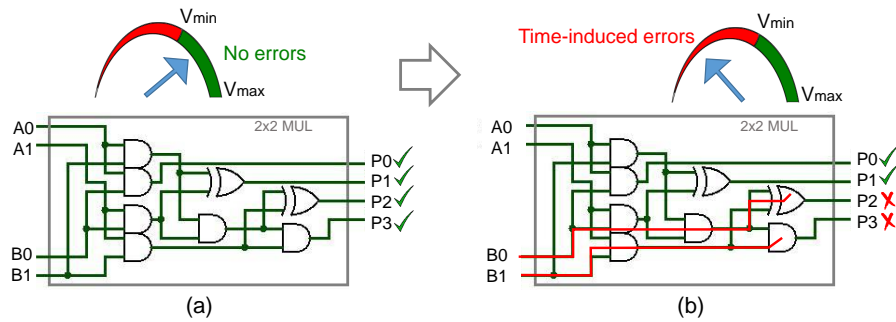 Vmin
No errors
Vmax
2x2 MUL
A0
A1
P0
P1
P2
P3
B0
B1
(a)
Time-induced errors
Vmin
Vmax
2x2 MUL
A0
A1
P0
P1
P2
P3
B0
B1
(b)